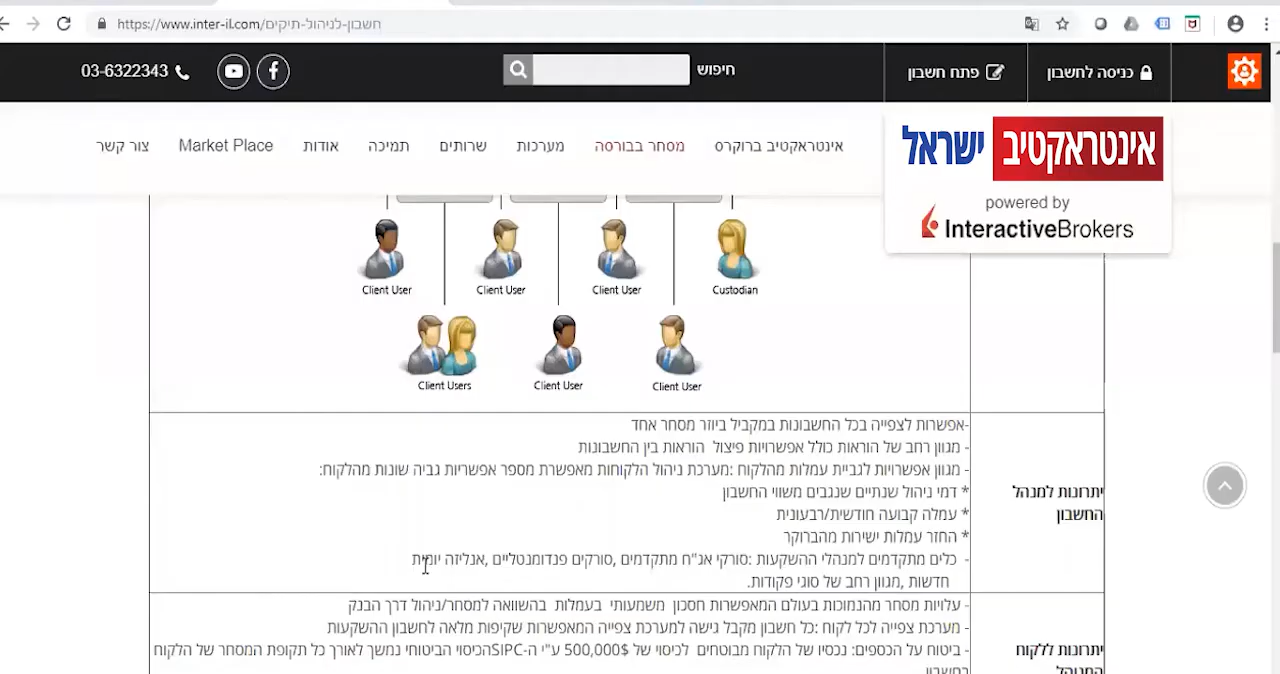 https://www.inter-il.com/חשבון-לניהול-תיקים
כניסה לחשבון
פתח חשבון
חיפוש
03-6322343
אינטראקטיב ישראל
powered by
InteractiveBrokers
אינטראקטיב ברוקרס
מסחר בבורסה
מערכות
שרותים
תמיכה
אודות
Market Place
צור קשר
Client User
Client User
Client User
Custodian
Client Users
Client User
Client User
יתרונות למנהל
החשבון
-אפשרות לצפייה בכל החשבונות במקביל ביוזר מסחר אחד
- מגוון רחב של הוראות כולל אפשרויות פיצול הוראות בין החשבונות
- מגוון אפשרויות לגביית עמלות מהלקוח :מערכת ניהול הלקוחות מאפשרת מספר אפשריות גביה שונות מהלקוח:
* דמי ניהול שנתיים שנגבים משווי החשבון
* עמלה קבועה חודשית/רבעונית
* החזר עמלות ישירות מהברוקר
- כלים מתקדמים למנהלי ההשקעות :סורקי אג"ח מתקדמים ,סורקים פנדומנטליים ,אנליזה יומית
חדשות ,מגוון רחב של סוגי פקודות.
יתרונות ללקוח
המנוהל
- עלויות מסחר מהנמוכות בעולם המאפשרות חסכון משמעותי בעמלות בהשוואה למסחר/ניהול דרך הבנק
- מערכת צפייה לכל לקוח :כל חשבון מקבל גישה למערכת צפייה המאפשרות שקיפות מלאה לחשבון ההשקעות
- ביטוח על הכספים: נכסיו של הלקוח מבוטחים לכיסוי של 500,000$ ע"י ה-SIPCהכיסוי הביטוחי נמשך לאורך כל תקופת המסחר של הלקוח
בחשבון